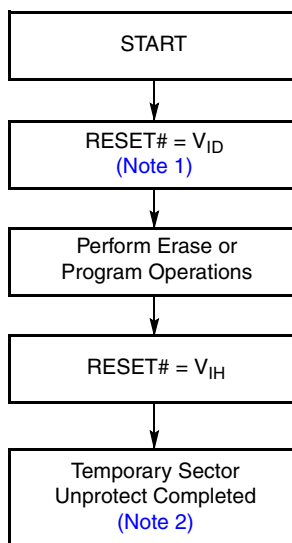 START
RESET# = VID
(Note 1)
Perform Erase or
Program Operations
RESET# = VIH
Temporary Sector
Unprotect Completed
(Note 2)